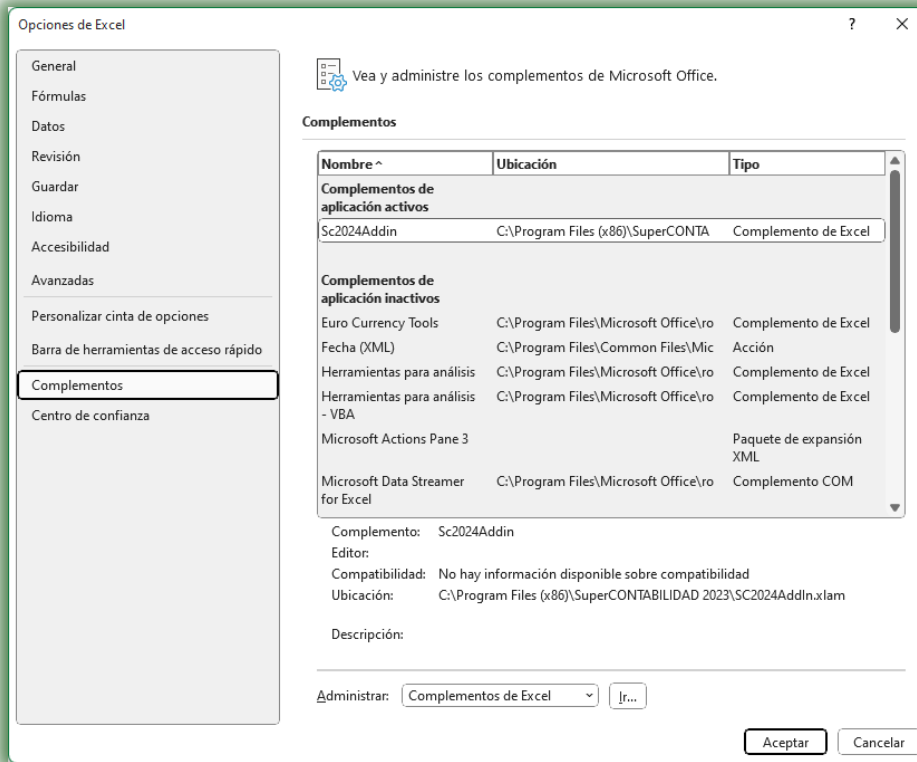 Opciones de Excel ? ×
General
Fórmulas
Datos
Revisión
Guardar
Idioma
Accesibilidad
Avanzadas
Personalizar cinta de opciones
Barra de herramientas de acceso rápido
Complementos
Centro de confianza
Vea y administre los complementos de Microsoft Office.
Complementos
Nombre Ubicación Tipo
Complementos de
aplicación activos
Sc2024Addin C:\Program Files (x86)\SuperCONTA Complemento de Excel
Complementos de
aplicación inactivos
Euro Currency Tools C:\Program Files\Microsoft Office\ro Complemento de Excel
Fecha (XML) C:\Program Files\Common Files\Mic Acción
Herramientas para análisis C:\Program Files\Microsoft Office\ro Complemento de Excel
Herramientas para análisis C:\Program Files\Microsoft Office\ro Complemento de Excel
- VBA
Microsoft Actions Pane 3 Paquete de expansión
XML
Microsoft Data Streamer C:\Program Files\Microsoft Office\ro Complemento COM
for Excel
Complemento: Sc2024Addin
Editor:
Compatibilidad: No hay información disponible sobre compatibilidad
Ubicación: C:\Program Files (x86)\SuperCONTABILIDAD 2023\SC2024AddIn.xlam
Descripción:
Administrar: Complementos de Excel Ir...
Aceptar Cancelar